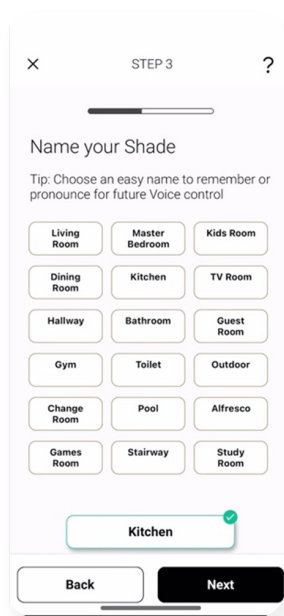 STEP 3
?
Name your Shade
Tip: Choose an easy name to remember or
pronounce for future Voice control
Living
Room
Master
Bedroom
Kids Room
Dining
Room
Kitchen
TV Room
Hallway
Bathroom
Guest
Room
Gym
Toilet
Outdoor
Change
Room
Pool
Alfresco
Games
Room
Stairway
Study
Room
Kitchen
Back
Next